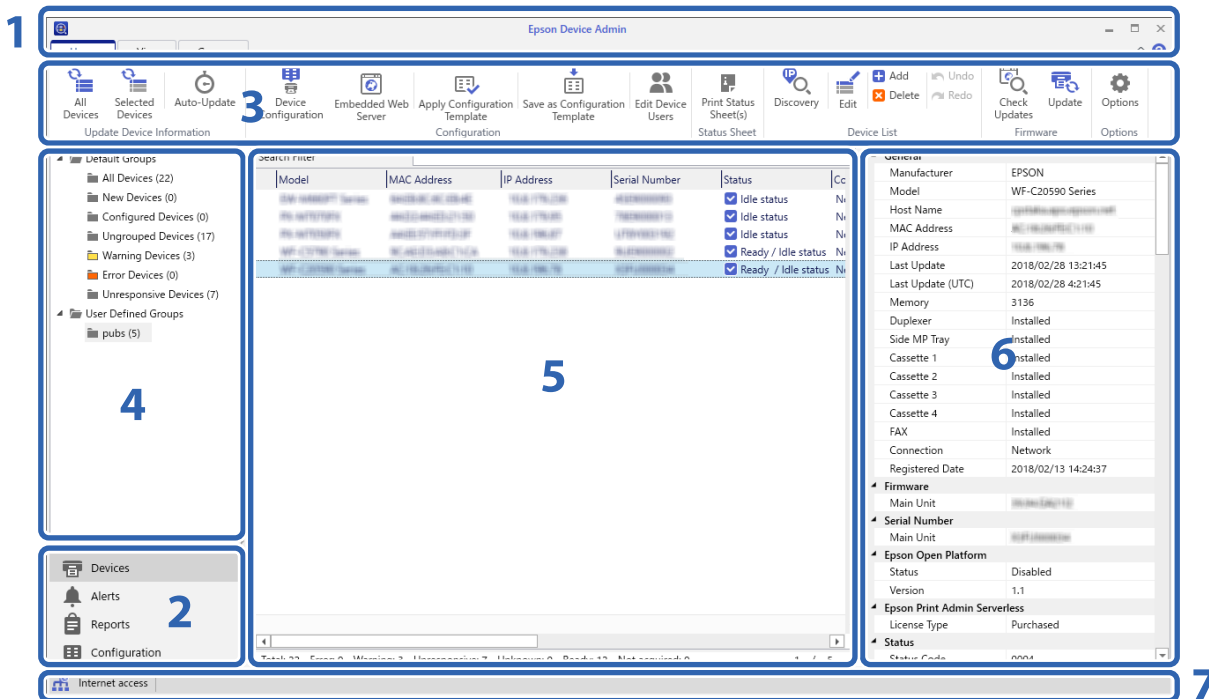 1
Epson Device Admin
3
All Devices
Selected Devices
Auto-Update
Update Device Information
Device Configuration
Embedded Web Server
Apply Configuration Template
Save as Configuration Template
Edit Device Users
Configuration
Print Status Sheet(s)
Status Sheet
Discovery
Edit
Add
Delete
Undo
Redo
Device List
Check Updates
Update
Firmware
Options
Options
Default Groups
All Devices (22)
New Devices (0)
Configured Devices (0)
Ungrouped Devices (17)
Warning Devices (3)
Error Devices (0)
Unresponsive Devices (7)
User Defined Groups
pubs (5)
4
Devices
Alerts
Reports
Configuration
2
Search Filter
Model MAC Address IP Address Serial Number Status
Idle status
Idle status
Idle status
Ready / Idle status
Ready / Idle status
5
General
Manufacturer EPSON
Model WF-C20590 Series
Host Name
MAC Address
IP Address
Last Update 2018/02/28 13:21:45
Last Update (UTC) 2018/02/28 4:21:45
Memory 3136
Duplexer Installed
Side MP Tray Installed
Cassette 1 Installed
Cassette 2 Installed
Cassette 3 Installed
Cassette 4 Installed
FAX Installed
Connection Network
Registered Date 2018/02/13 14:24:37
Firmware
Main Unit
Serial Number
Main Unit
Epson Open Platform
Status Disabled
Version 1.1
Epson Print Admin Serverless
License Type Purchased
Status
Status Code 0004
6
Internet access
7